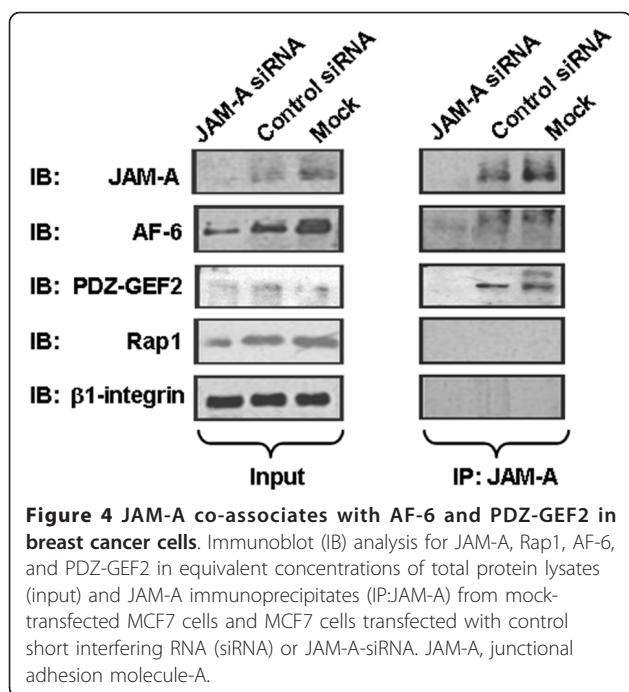 JAM-A siRNA Control siRNA Mock JAM-A siRNA Control siRNA Mock
IB: JAM-A
IB: AF-6
IB: PDZ-GEF2
IB: Rap1
IB: β1-integrin
Input IP: JAM-A
Figure 4 JAM-A co-associates with AF-6 and PDZ-GEF2 in
breast cancer cells. Immunoblot (IB) analysis for JAM-A, Rap1, AF-6,
and PDZ-GEF2 in equivalent concentrations of total protein lysates
(input) and JAM-A immunoprecipitates (IP:JAM-A) from mock-
transfected MCF7 cells and MCF7 cells transfected with control
short interfering RNA (siRNA) or JAM-A-siRNA. JAM-A, junctional
adhesion molecule-A.